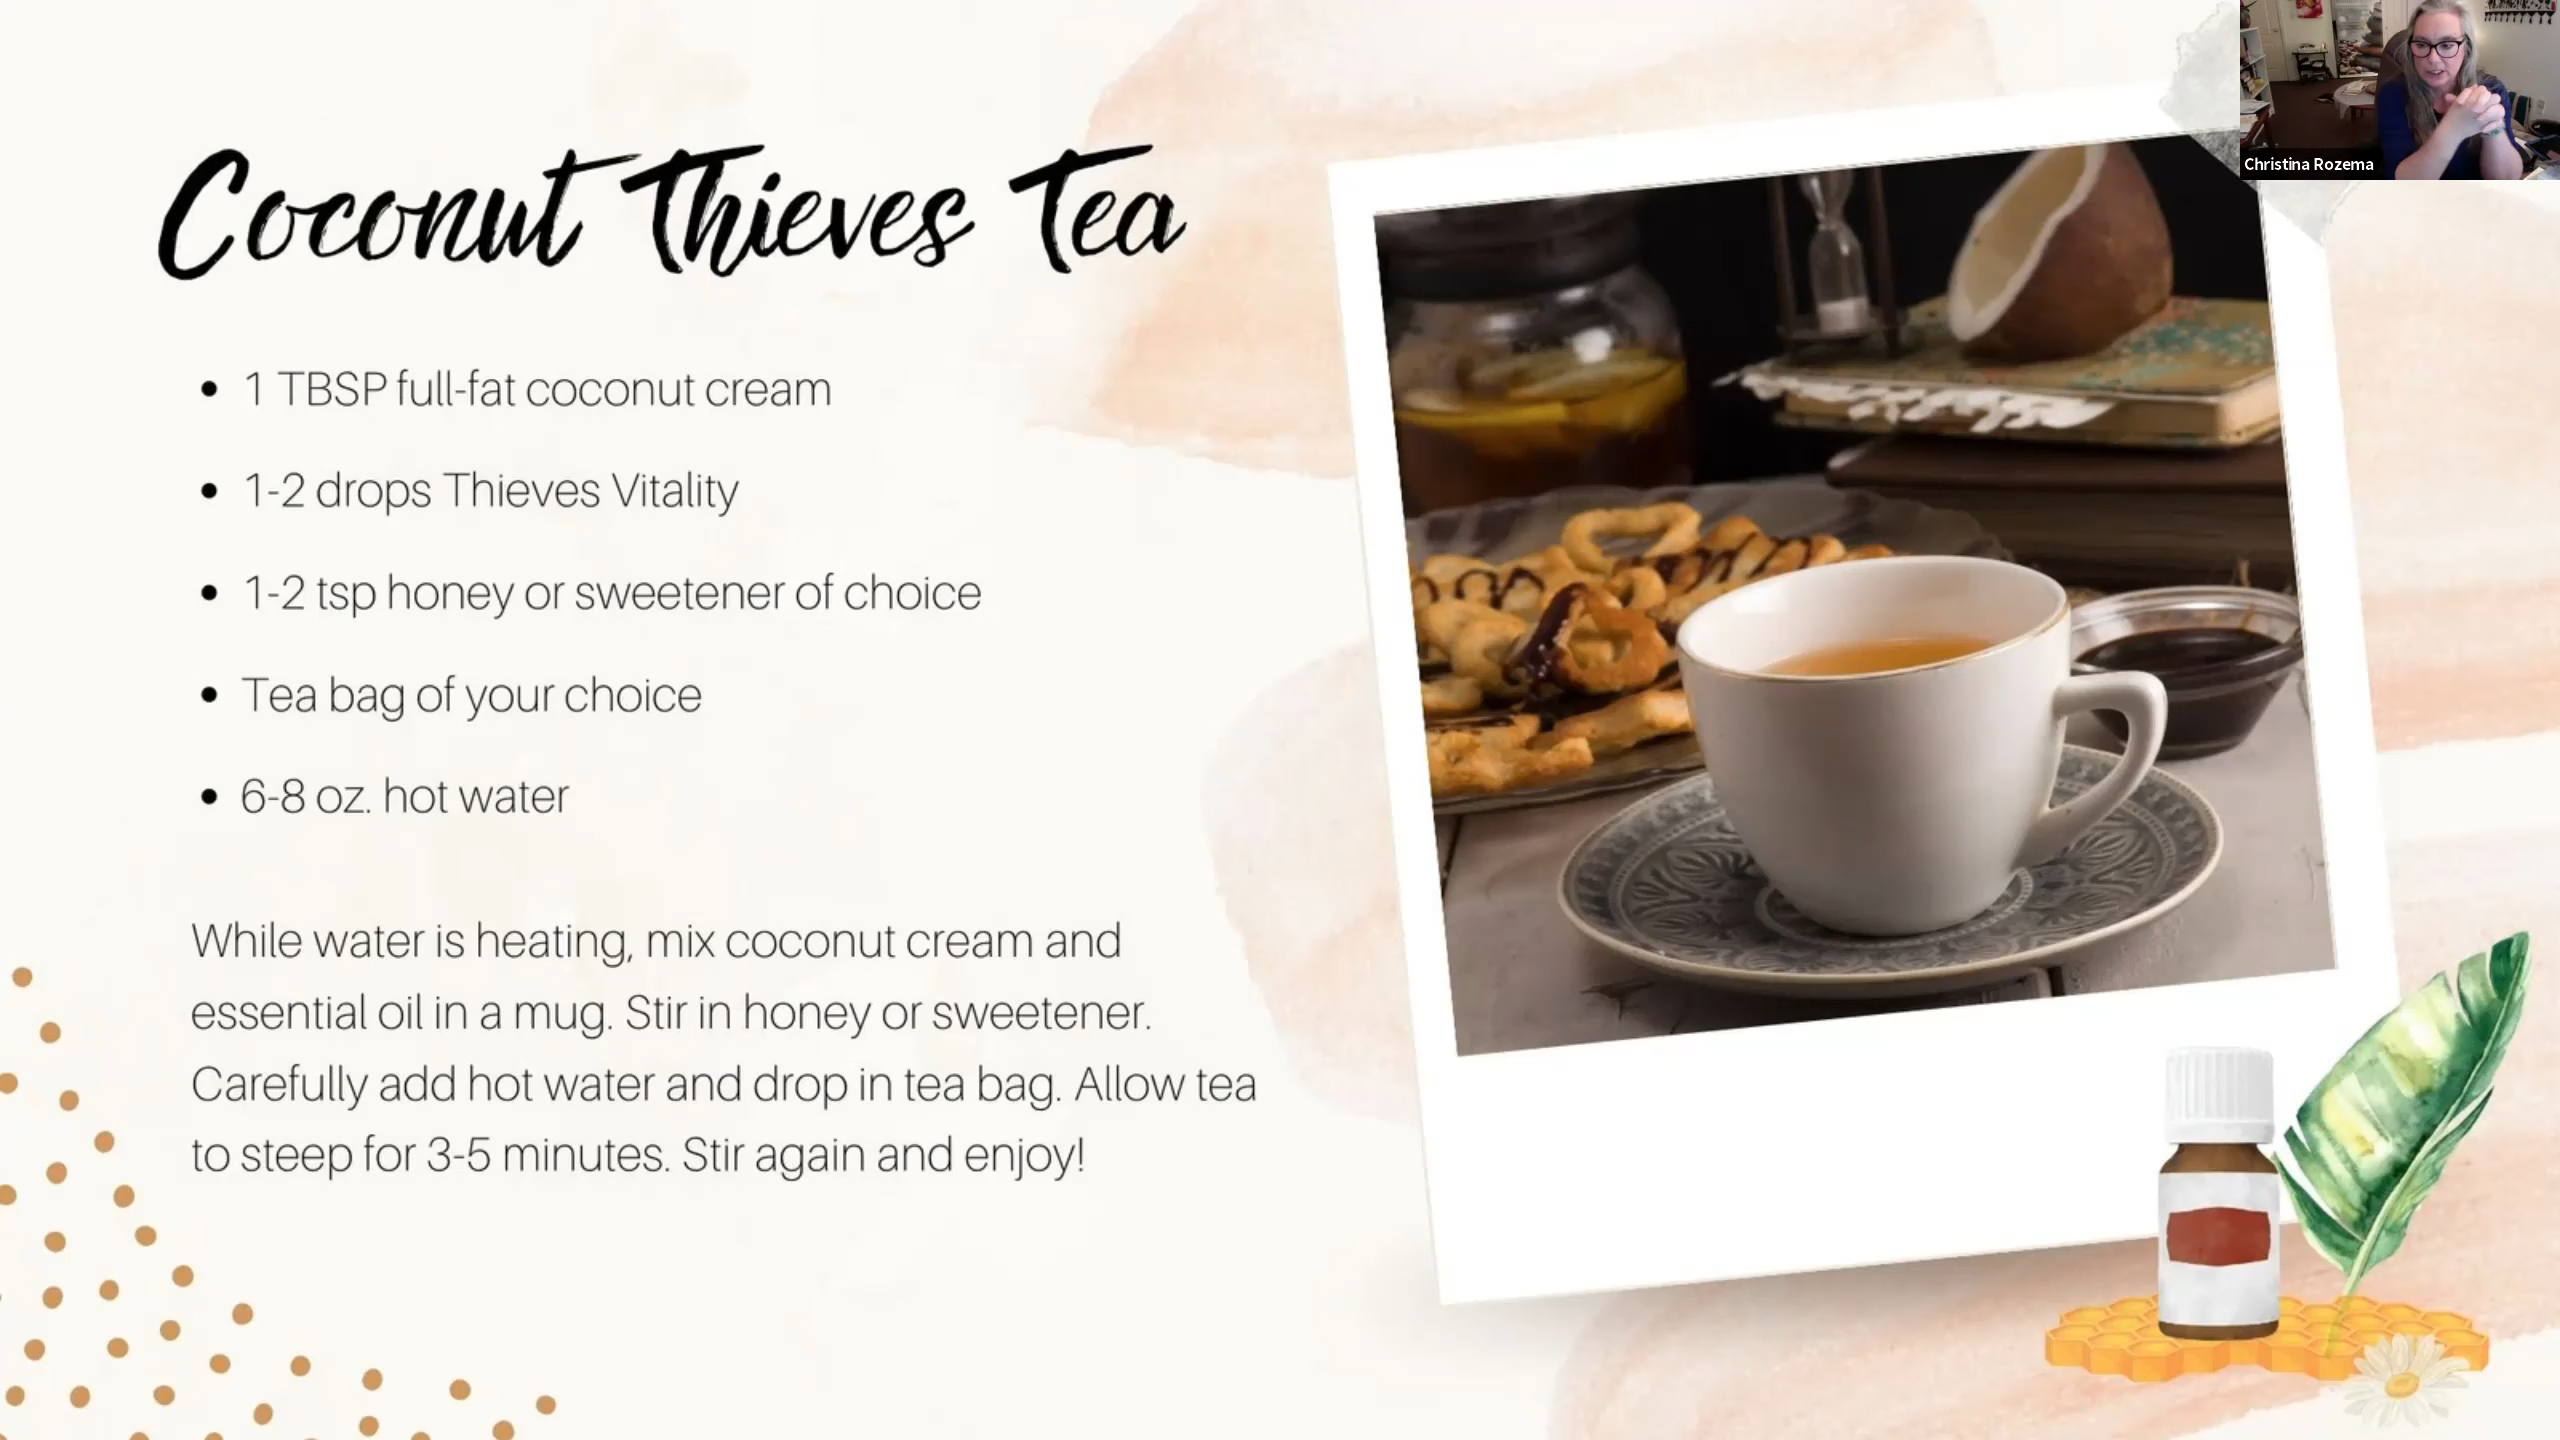 Coconut Thieves Tea
• 1 TBSP full-fat coconut cream
• 1-2 drops Thieves Vitality
• 1-2 tsp honey or sweetener of choice
• Tea bag of your choice
• 6-8 oz. hot water
While water is heating, mix coconut cream and
essential oil in a mug. Stir in honey or sweetener.
Carefully add hot water and drop in tea bag. Allow tea
to steep for 3-5 minutes. Stir again and enjoy!
Christina Rozema